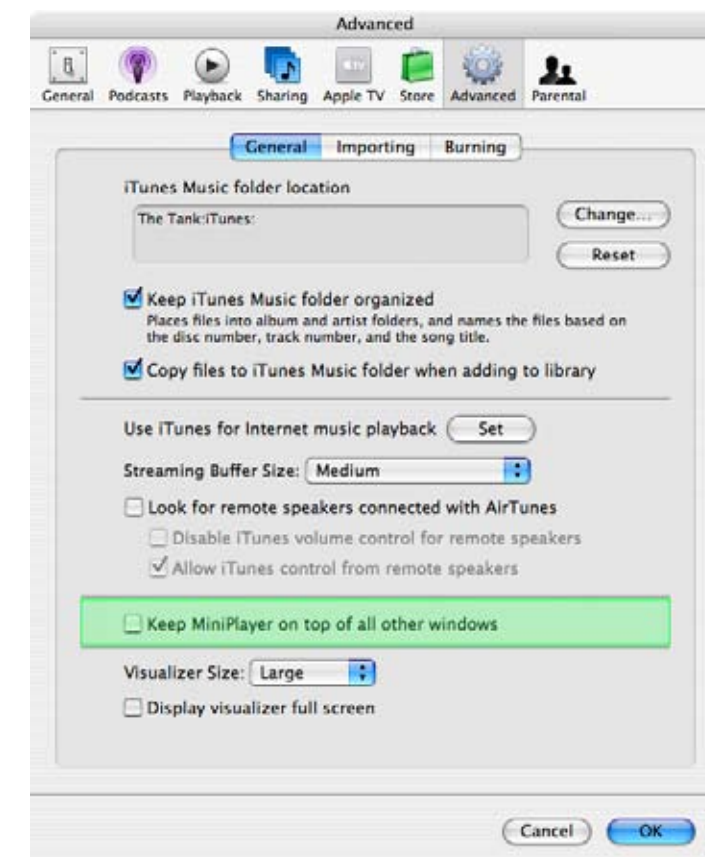 Advanced
General Podcasts Playback Sharing Apple TV Store Advanced Parental
General Importing Burning
iTunes Music folder location
The Tank:iTunes:
Change...
Reset
Keep iTunes Music folder organized
Places files into album and artist folders, and names the files based on
the disc number, track number, and the song title.
Copy files to iTunes Music folder when adding to library
Use iTunes for Internet music playback Set
Streaming Buffer Size: Medium
Look for remote speakers connected with AirTunes
Disable iTunes volume control for remote speakers
Allow iTunes control from remote speakers
Keep MiniPlayer on top of all other windows
Visualizer Size: Large
Display visualizer full screen
Cancel OK